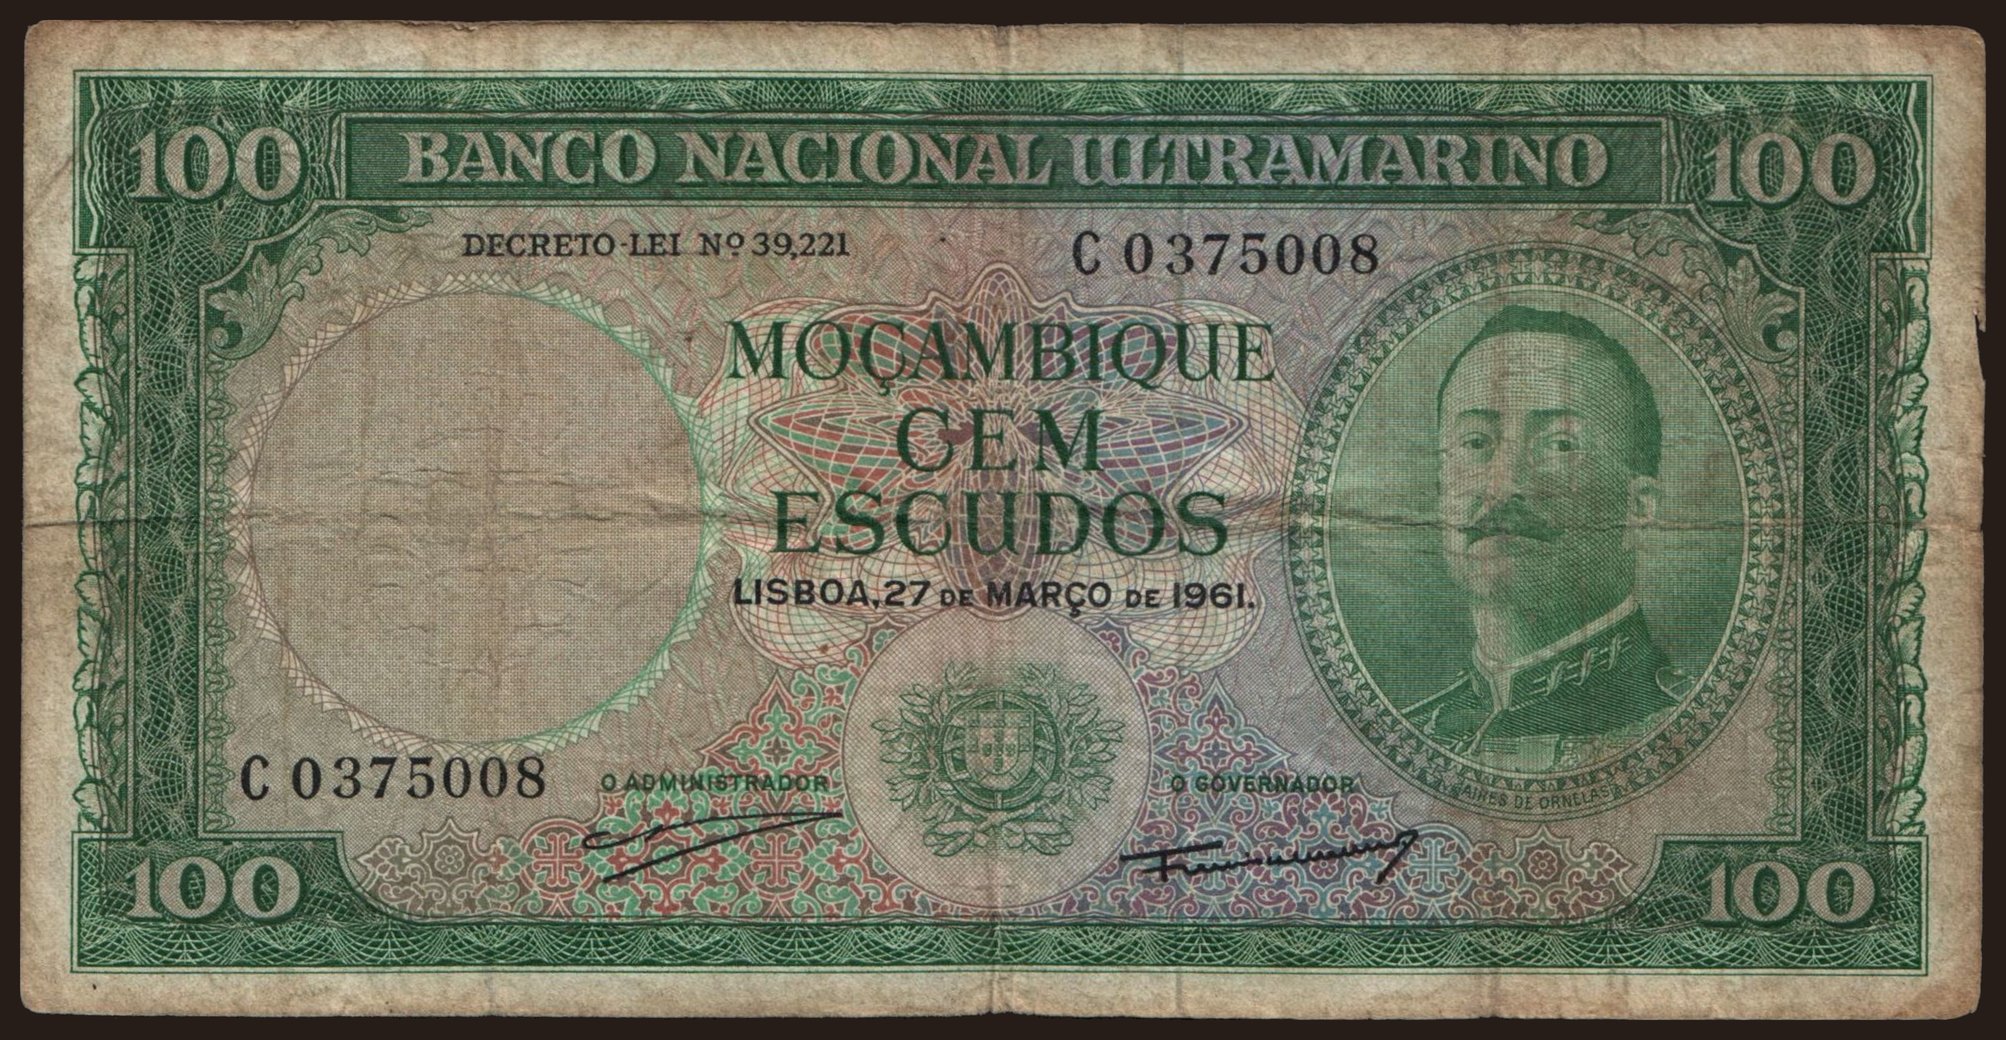 100 BANCO NACIONAL ULTRAMARINO 100
DECRETO-LEI Nº 39,221
C 0375008
MOÇAMBIQUE
CEM
ESCUDOS
LISBOA, 27 DE MARÇO DE 1961.
C 0375008
O ADMINISTRADOR
O GOVERNADOR
AIRES DE ORNELAS
100
100